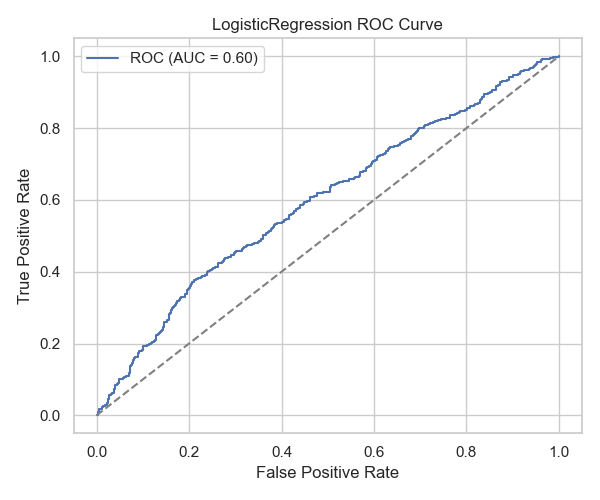 LogisticRegression ROC Curve
ROC (AUC = 0.60)
True Positive Rate
1.0
0.8
0.6
0.4
0.2
0.0
0.0 0.2 0.4 0.6 0.8 1.0
False Positive Rate